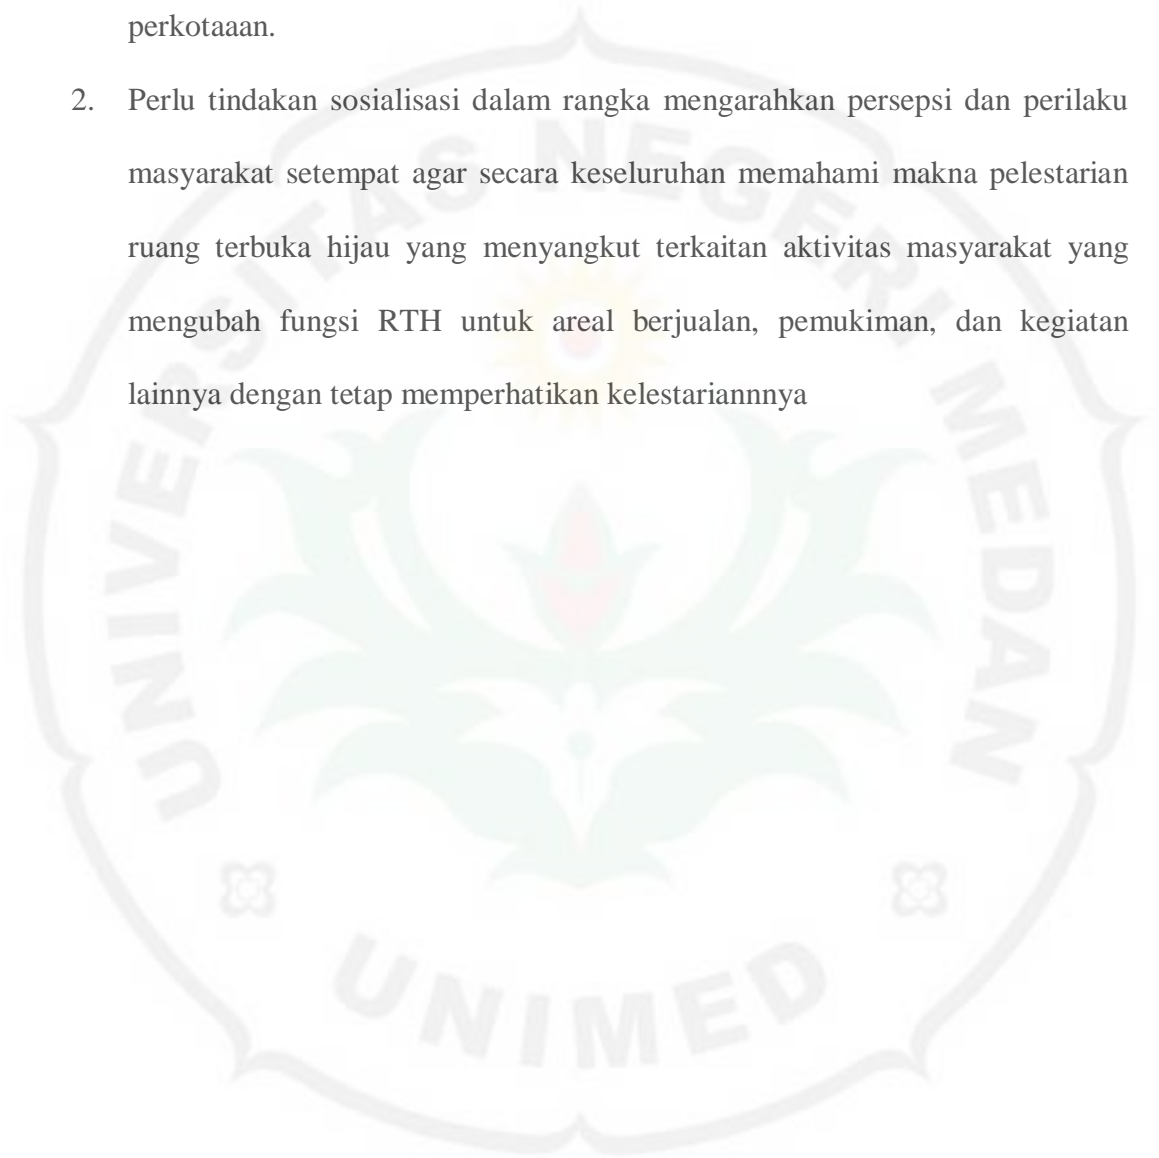 perkotaaan.
2. Perlu tindakan sosialisasi dalam rangka mengarahkan persepsi dan perilaku
masyarakat setempat agar secara keseluruhan memahami makna pelestarian
ruang terbuka hijau yang menyangkut terkaitan aktivitas masyarakat yang
mengubah fungsi RTH untuk areal berjualan, pemukiman, dan kegiatan
lainnya dengan tetap memperhatikan kelestariannnya
UNIVERSITAS NEGERI MEDAN
UNIMED